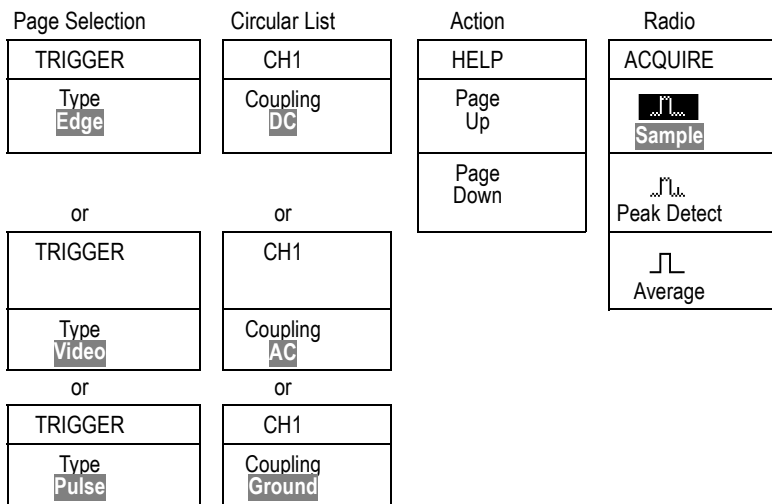 Page Selection
Circular List
Action
Radio
TRIGGER
Type
Edge
or
TRIGGER
Type
Video
or
TRIGGER
Type
Pulse
CH1
Coupling
DC
or
CH1
Coupling
AC
or
CH1
Coupling
Ground
HELP
Page
Up
Page
Down
ACQUIRE
Sample
Peak Detect
Average